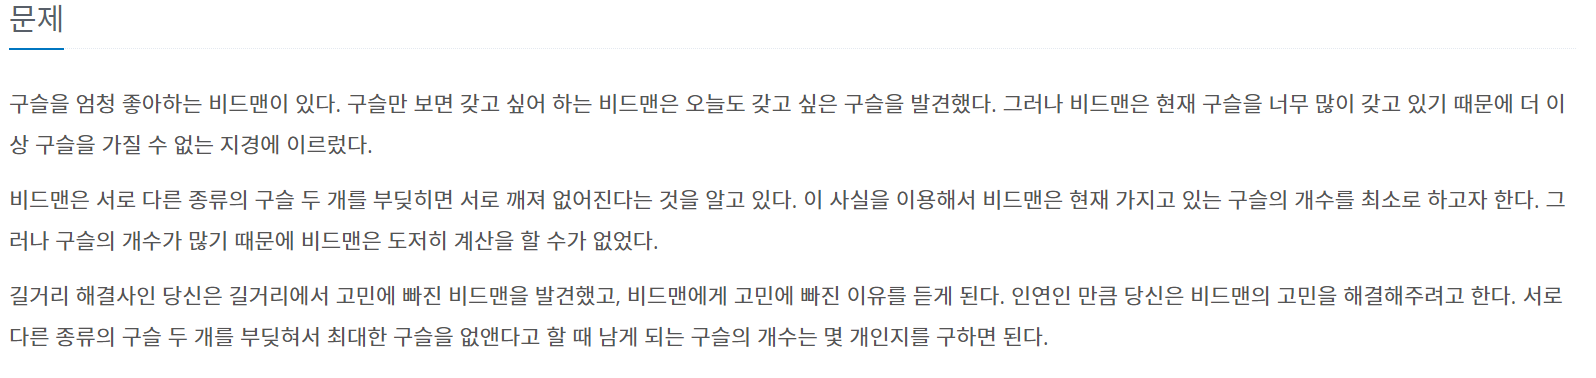 문제
구슬을 엄청 좋아하는 비드맨이 있다. 구슬만 보면 갖고 싶어 하는 비드맨은 오늘도 갖고 싶은 구슬을 발견했다. 그러나 비드맨은 현재 구슬을 너무 많이 갖고 있기 때문에 더 이
상 구슬을 가질 수 없는 지경에 이르렀다.
비드맨은 서로 다른 종류의 구슬 두 개를 부딪히면 서로 깨져 없어진다는 것을 알고 있다. 이 사실을 이용해서 비드맨은 현재 가지고 있는 구슬의 개수를 최소로 하고자 한다. 그
러나 구슬의 개수가 많기 때문에 비드맨은 도저히 계산을 할 수가 없었다.
길거리 해결사인 당신은 길거리에서 고민에 빠진 비드맨을 발견했고, 비드맨에게 고민에 빠진 이유를 듣게 된다. 인연인 만큼 당신은 비드맨의 고민을 해결해주려고 한다. 서로
다른 종류의 구슬 두 개를 부딪혀서 최대한 구슬을 없앤다고 할 때 남게 되는 구슬의 개수는 몇 개인지를 구하면 된다.